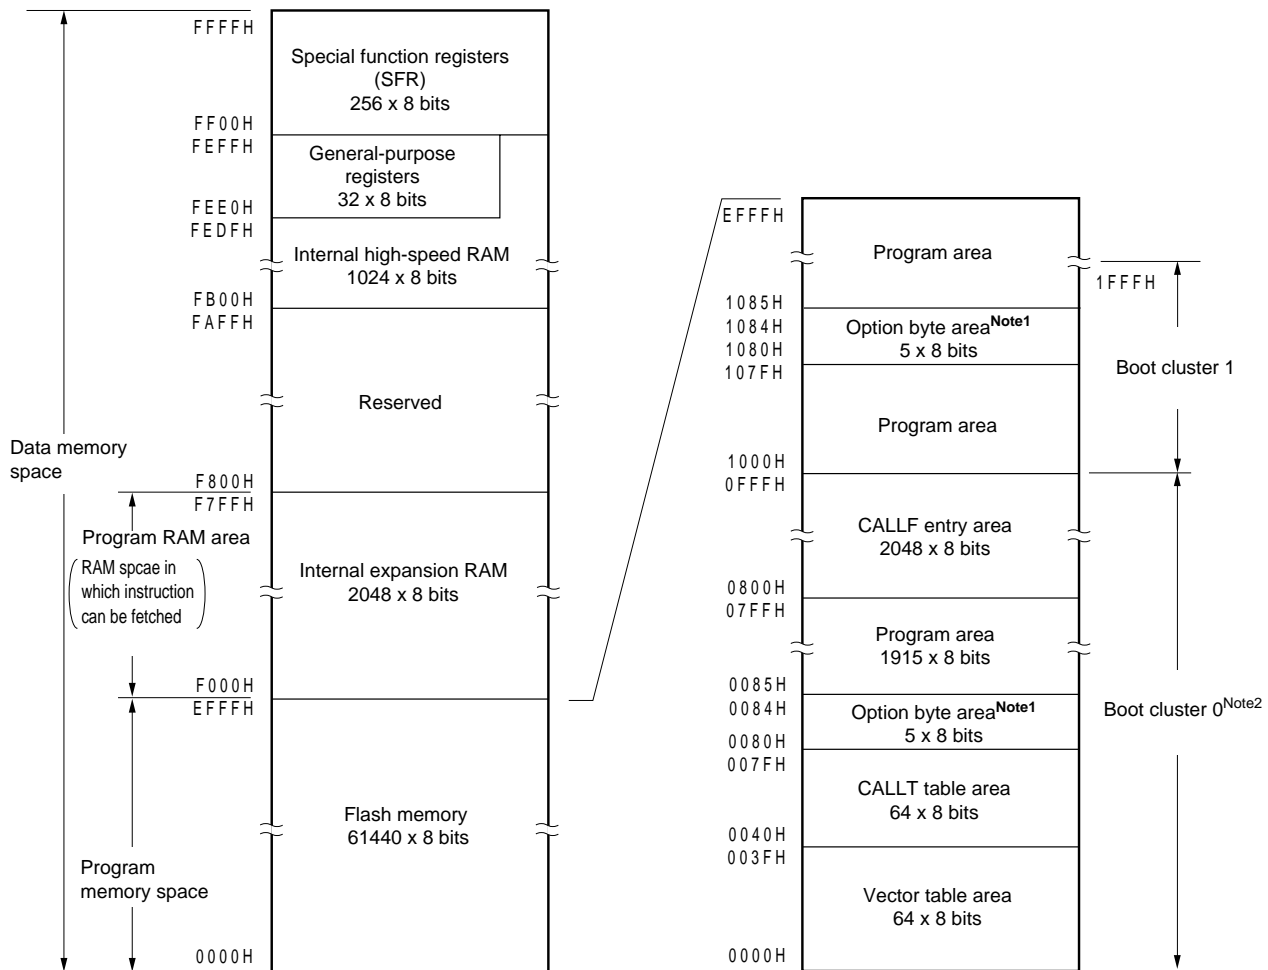 FFFFH
Special function registers
(SFR)
256 x 8 bits
FF00H
FEFFH
General-purpose
registers
32 x 8 bits
FEE0H
FEDFH
Internal high-speed RAM
1024 x 8 bits
FB00H
FAFFH
Reserved
Data memory
space
F800H
F7FFH
Program RAM area
RAM spcae in
which instruction
can be fetched
Internal expansion RAM
2048 x 8 bits
F000H
EFFFH
Flash memory
61440 x 8 bits
Program
memory space
0000H
EFFFH
Program area
1FFFH
1085H
1084H
Option byte areaNote1
5 x 8 bits
1080H
107FH
Boot cluster 1
Program area
1000H
0FFFH
CALLF entry area
2048 x 8 bits
0800H
07FFH
Program area
1915 x 8 bits
0085H
0084H
Option byte areaNote1
5 x 8 bits
Boot cluster 0Note2
0080H
007FH
CALLT table area
64 x 8 bits
0040H
003FH
Vector table area
64 x 8 bits
0000H